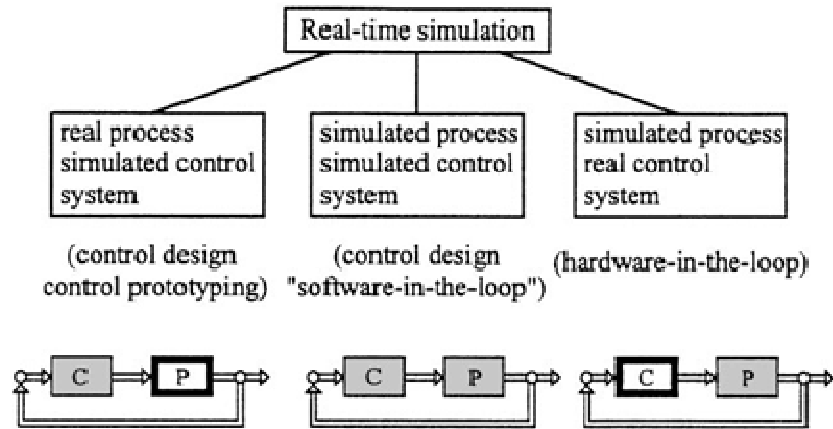 Real-time simulation
real process
simulated control
system
simulated process
simulated control
system
simulated process
real control
system
(control design
control prototyping)
(control design
"software-in-the-loop")
(hardware-in-the-loop)
C
P
C
P
C
P